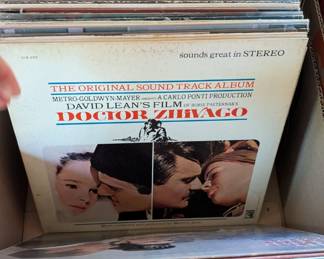 sounds great in STEREO
THE ORIGINAL SOUND TRACK ALBUM
METRO-GOLDWYN-MAYER PRESENTS A CARLO PONTI PRODUCTION
DAVID LEAN'S FILM OF BORIS PASTERNAK'S
DOCTOR ZHIVAGO